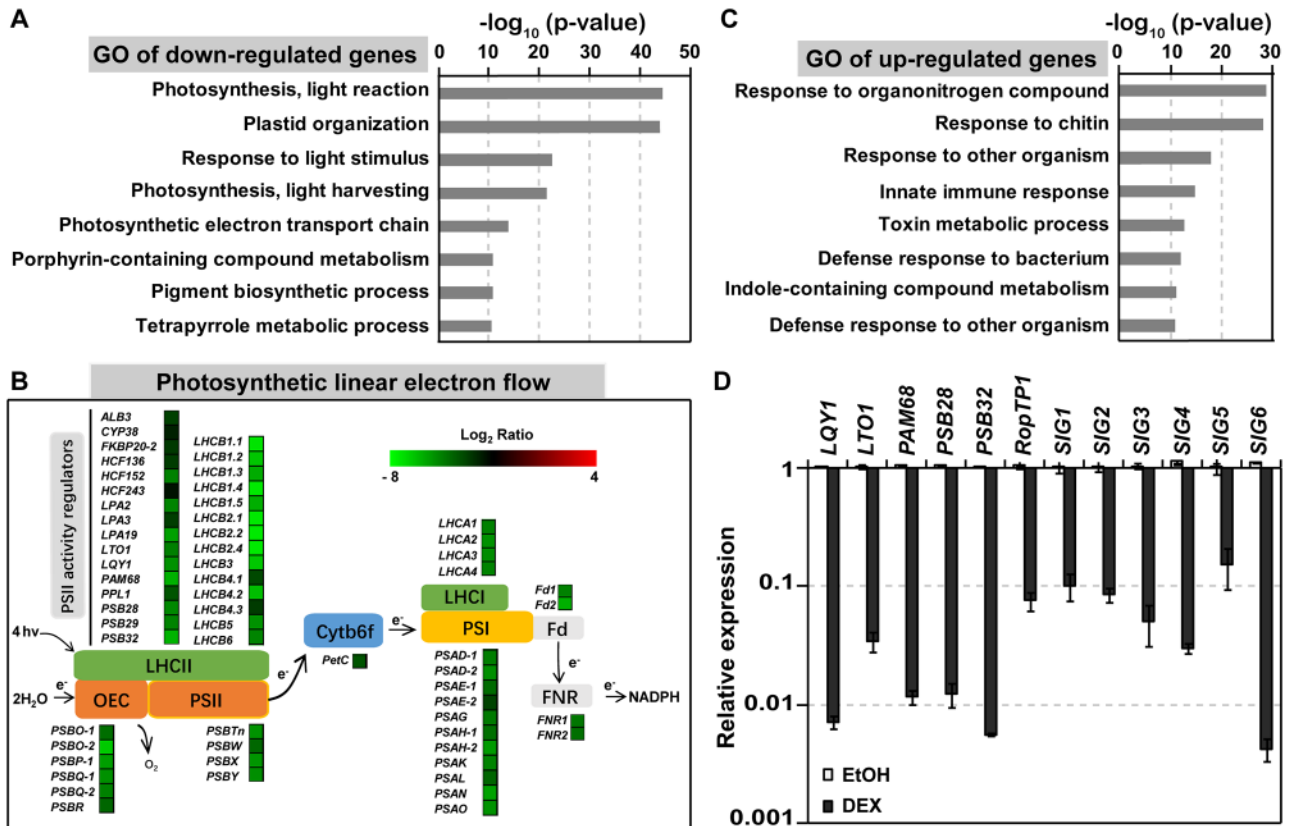 A
-log10 (p-value)
GO of down-regulated genes
0 10 20 30 40 50
Photosynthesis, light reaction
Plastid organization
Response to light stimulus
Photosynthesis, light harvesting
Photosynthetic electron transport chain
Porphyrin-containing compound metabolism
Pigment biosynthetic process
Tetrapyrrole metabolic process
C
-log10 (p-value)
GO of up-regulated genes
0 10 20 30
Response to organonitrogen compound
Response to chitin
Response to other organism
Innate immune response
Toxin metabolic process
Defense response to bacterium
Indole-containing compound metabolism
Defense response to other organism
B
Photosynthetic linear electron flow
PSII activity regulators
ALB3
CYP38
FKBP20-2
HCF136
HCF152
HCF243
LPA2
LPA3
LPA19
LTO1
LQY1
PAM68
PPL1
PSB28
PSB29
PSB32
LHCB1.1
LHCB1.2
LHCB1.3
LHCB1.4
LHCB1.5
LHCB2.1
LHCB2.2
LHCB2.4
LHCB3
LHCB4.1
LHCB4.2
LHCB4.3
LHCB5
LHCB6
Log2 Ratio
-8 4
4hv
LHCII
2H2O
e-
OEC
PSII
e-
O2
PSBO-1
PSBO-2
PSBP-1
PSBQ-1
PSBQ-2
PSBR
PSBTn
PSBW
PSBX
PSBY
Cytb6f
PetC
e-
LHCA1
LHCA2
LHCA3
LHCA4
LHCI
PSI
Fd1
Fd2
Fd
e-
FNR
e-
NADPH
FNR1
FNR2
PSAD-1
PSAD-2
PSAE-1
PSAE-2
PSAG
PSAH-1
PSAH-2
PSAK
PSAL
PSAN
PSAO
D
LQY1
LTO1
PAM68
PSB28
PSB32
RopTP1
SIG1
SIG2
SIG3
SIG4
SIG5
SIG6
Relative expression
1
0.1
0.01
0.001
EtOH
DEX